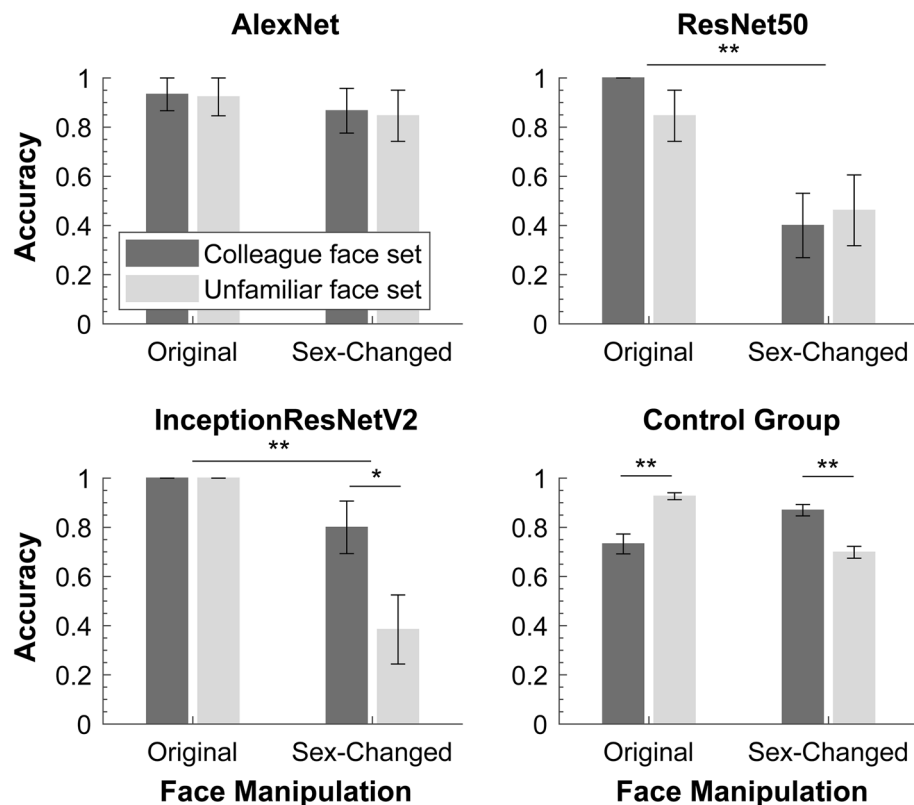 AlexNet
Accuracy
1
0.8
0.6
0.4
0.2
0
Colleague face set
Unfamiliar face set
Original Sex-Changed
ResNet50
**
1
0.8
0.6
0.4
0.2
0
Original Sex-Changed
InceptionResNetV2
**
*
Accuracy
1
0.8
0.6
0.4
0.2
0
Original Sex-Changed
Face Manipulation
Control Group
** **
1
0.8
0.6
0.4
0.2
0
Original Sex-Changed
Face Manipulation